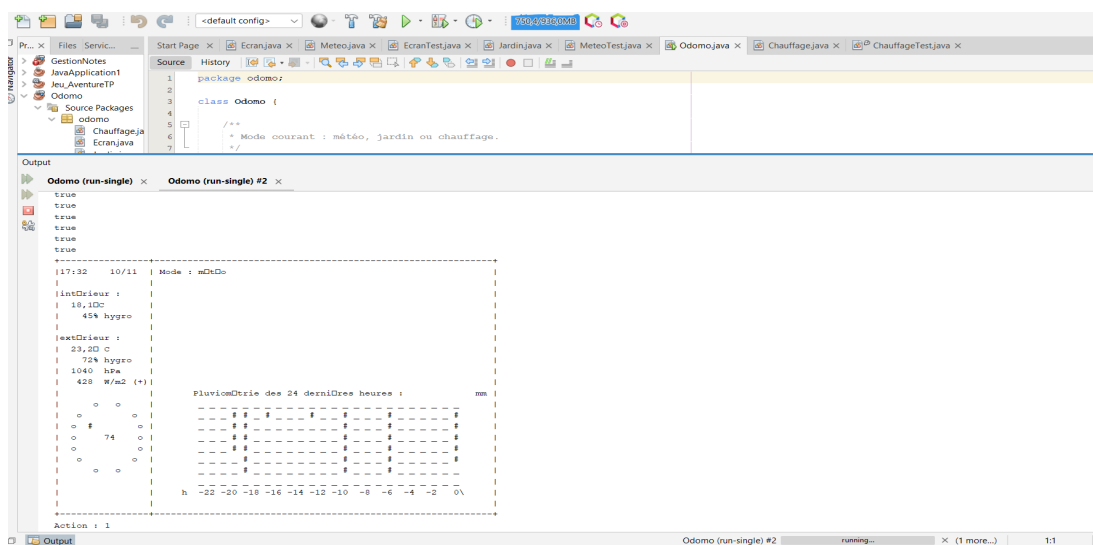 <default config>
750,4/936,0MB
Pr... × Files Servic... Start Page × Ecran.java × Meteo.java × EcranTest.java × Jardin.java × MeteoTest.java × Odomo.java × Chauffage.java × ChauffageTest.java ×
Navigator
GestionNotes
JavaApplication1
Jeu_AventureTP
Odomo
Source Packages
odomo
Chauffage.ja
Ecran.java
Source History
1 package odomo;
2
3 class Odomo {
4
5 /**
6 * Mode courant : météo, jardin ou chauffage.
7 */
Output
Odomo (run-single) × Odomo (run-single) #2 ×
true
true
true
true
true
true
+----------------+--------------------------------------------------------------+
|17:32 10/11 | Mode : m□t□o |
|int□rieur : |
| 18,1□C |
| 45% hygro |
|ext□rieur : |
| 23,2□ C |
| 72% hygro |
| 1040 hPa |
| 428 W/m2 (+)|
Pluviom□trie des 24 derni□res heures : mm |
| o o |
| o o | _ _ _ # # _ # _ _ _ # _ _ # _ _ _ # _ _ _ _ _ #
| o # o | _ _ _ # # _ _ _ _ _ _ _ _ # _ _ _ # _ _ _ _ _ #
| o 74 o | _ _ _ # # _ _ _ _ _ _ _ _ # _ _ _ # _ _ _ _ _ #
| o o | _ _ _ # # _ _ _ _ _ _ _ _ # _ _ _ # _ _ _ _ _ #
| o o | _ _ _ _ # _ _ _ _ _ _ _ _ # _ _ _ # _ _ _ _ _ #
| o o | _ _ _ _ # _ _ _ _ _ _ _ _ # _ _ _ # _ _ _ _ _ _
h -22 -20 -18 -16 -14 -12 -10 -8 -6 -4 -2 0\
+----------------+--------------------------------------------------------------+
Action : 1
Output Odomo (run-single) #2 running... × (1 more...) 1:1